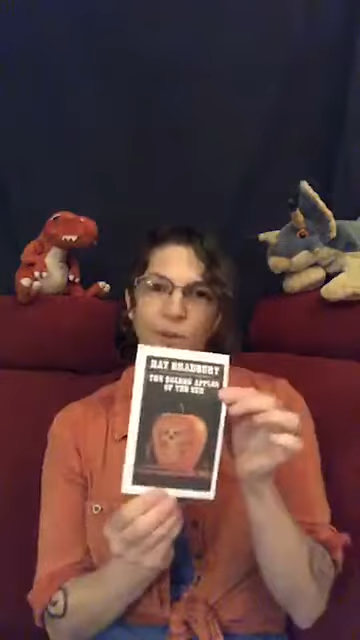 RAY BRADBURY
THE GOLDEN APPLES
OF THE SUN